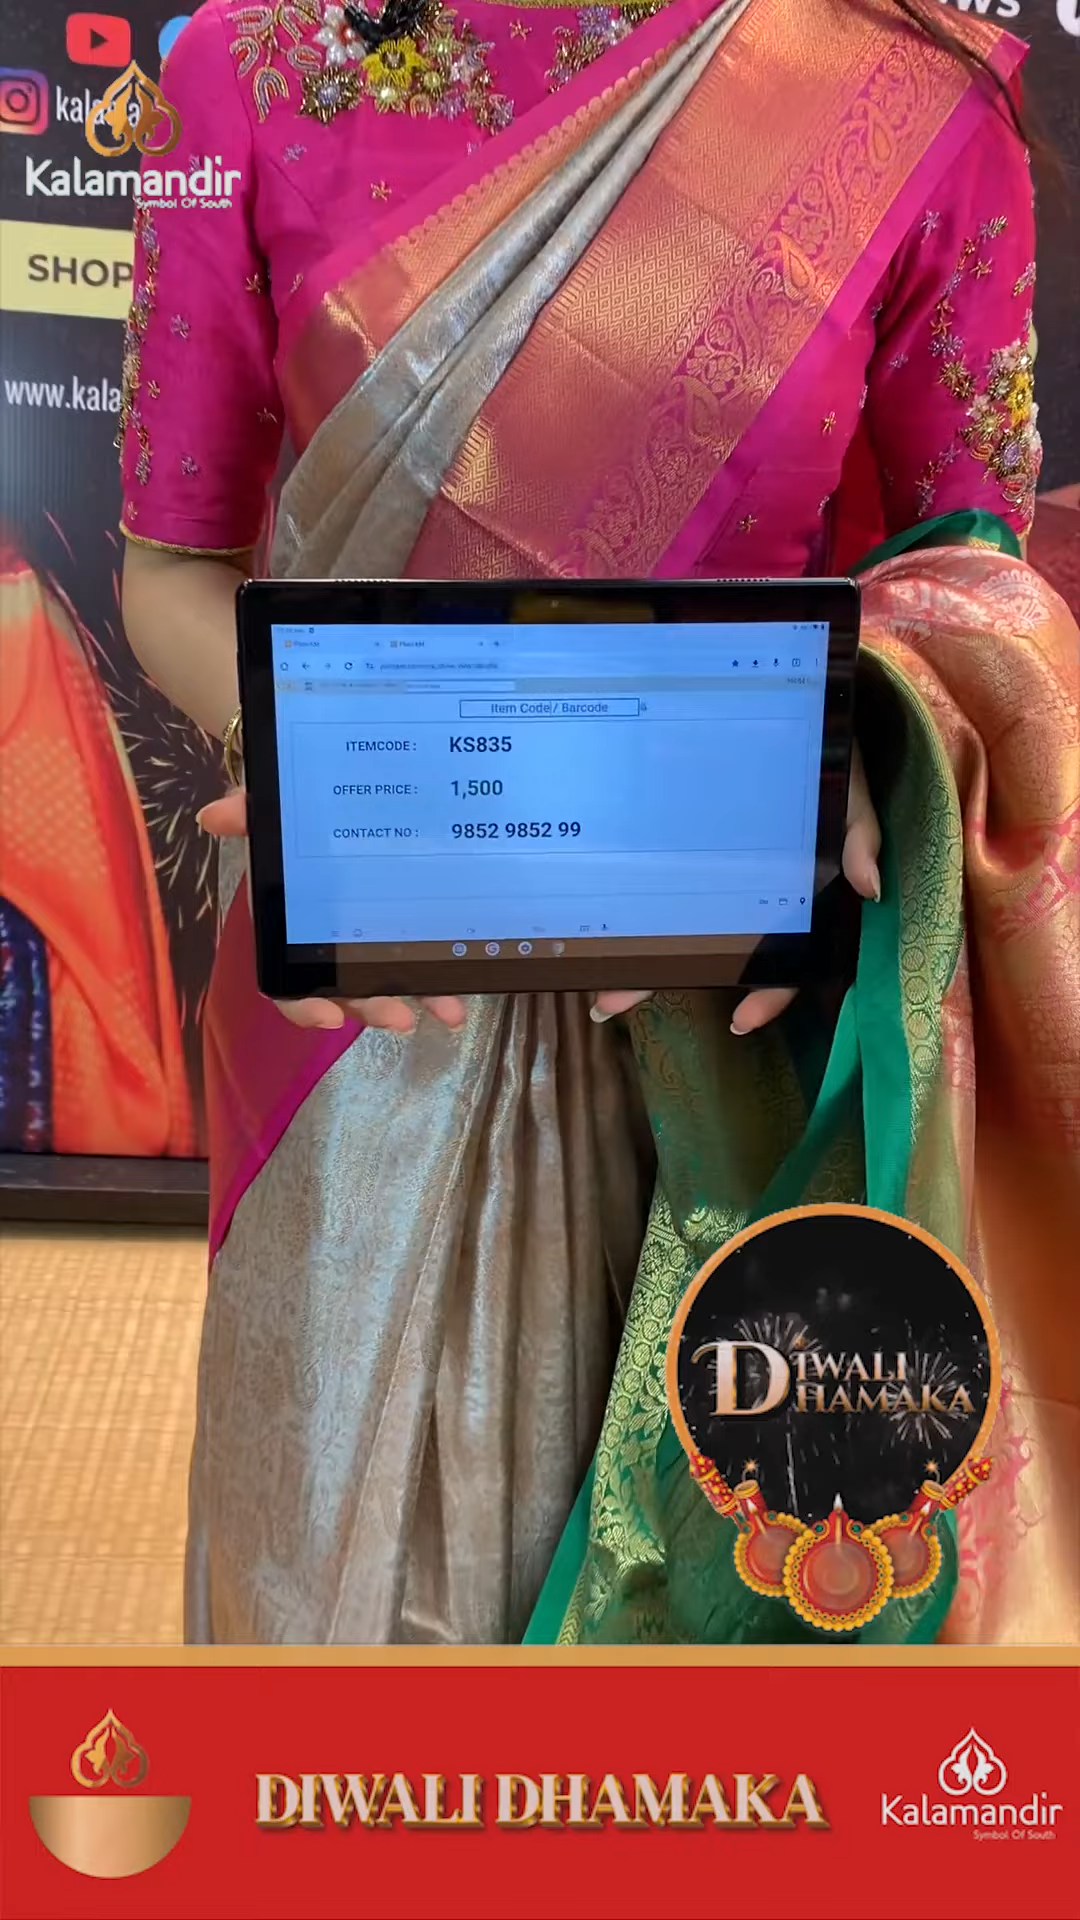 kala
Kalamandir
Symbol Of South
SHOP
www.kala
Item Code / Barcode
ITEMCODE : KS835
OFFER PRICE : 1,500
CONTACT NO : 9852 9852 99
DIWALI
DHAMAKA
DIWALI DHAMAKA
Kalamandir
Symbol Of South